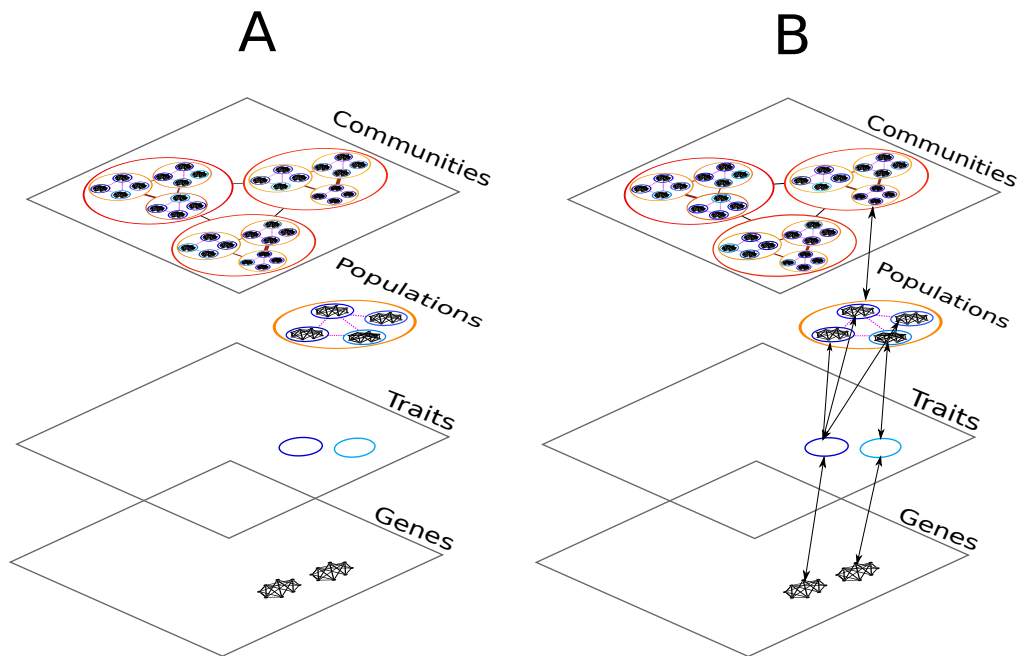 A
Communities
Populations
Traits
Genes
B
Communities
Populations
Traits
Genes